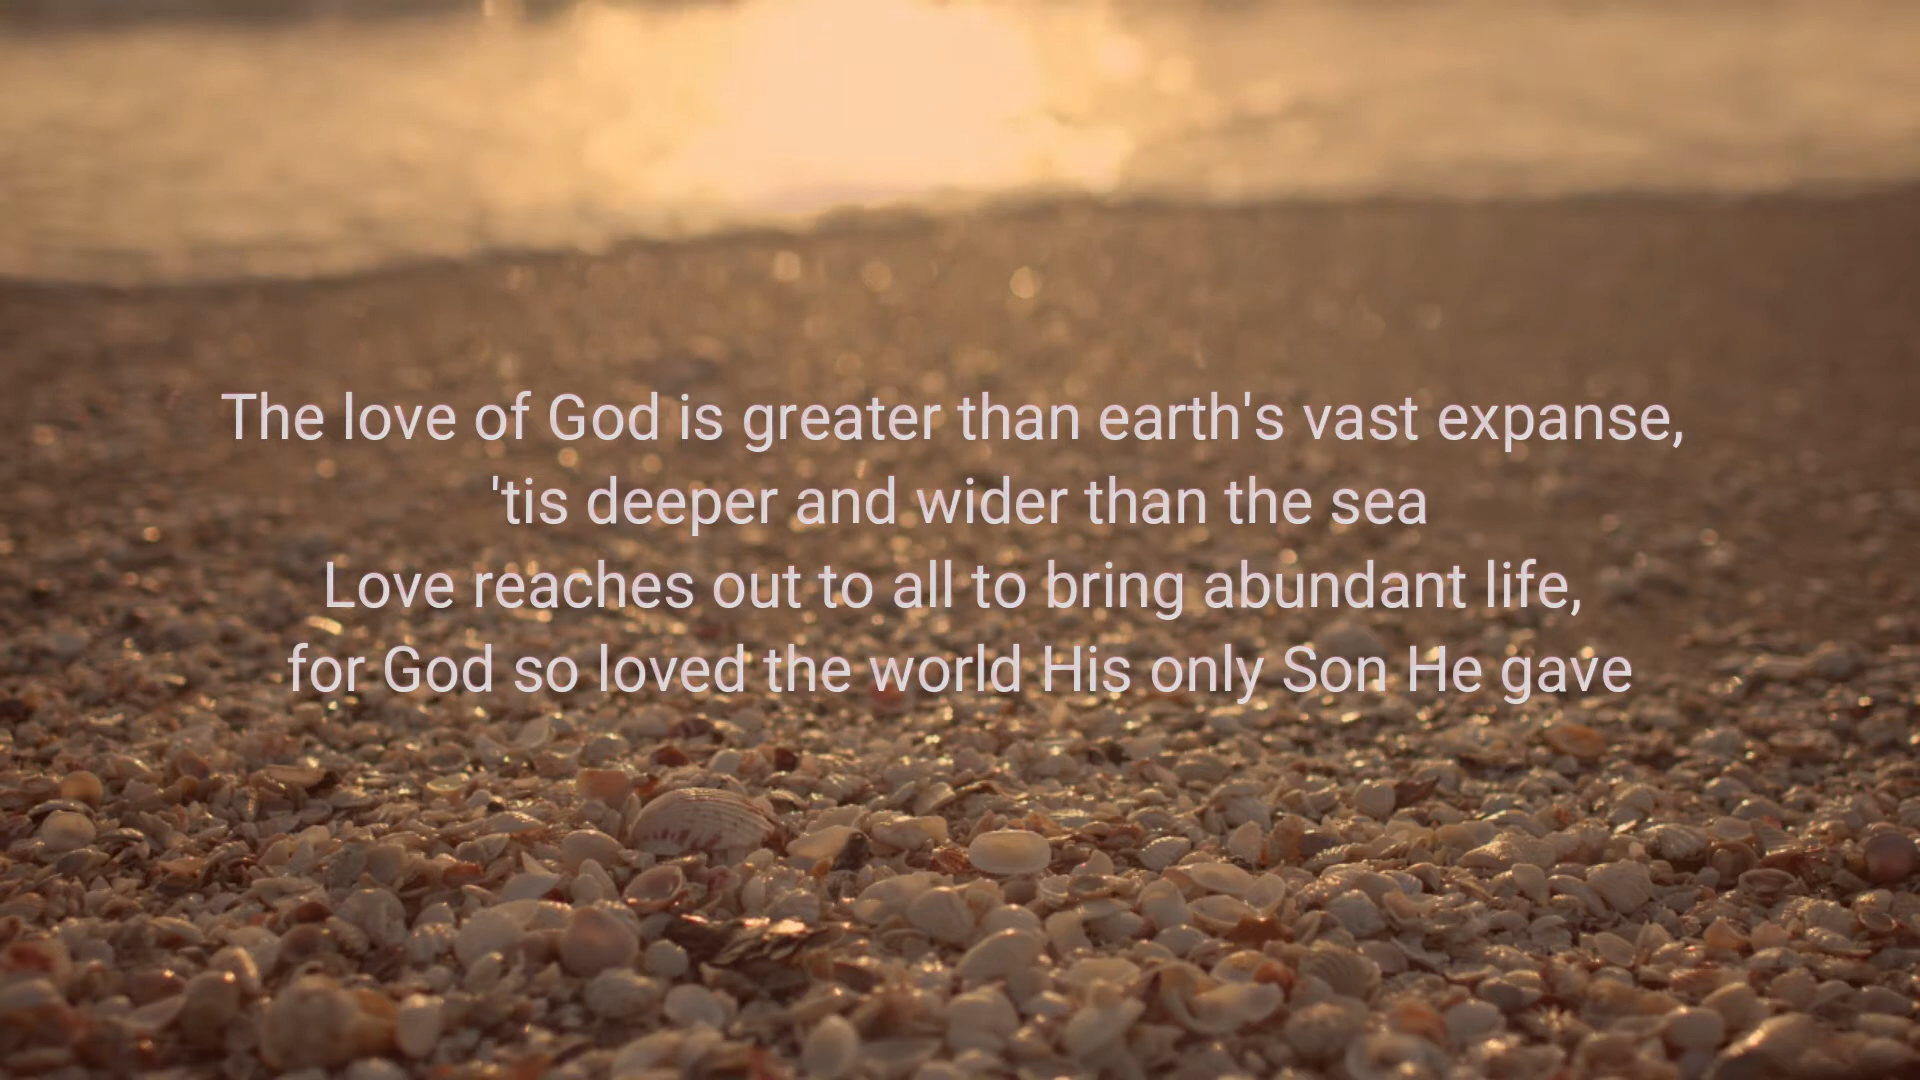 The love of God is greater than earth's vast expanse,
'tis deeper and wider than the sea
Love reaches out to all to bring abundant life,
for God so loved the world His only Son He gave